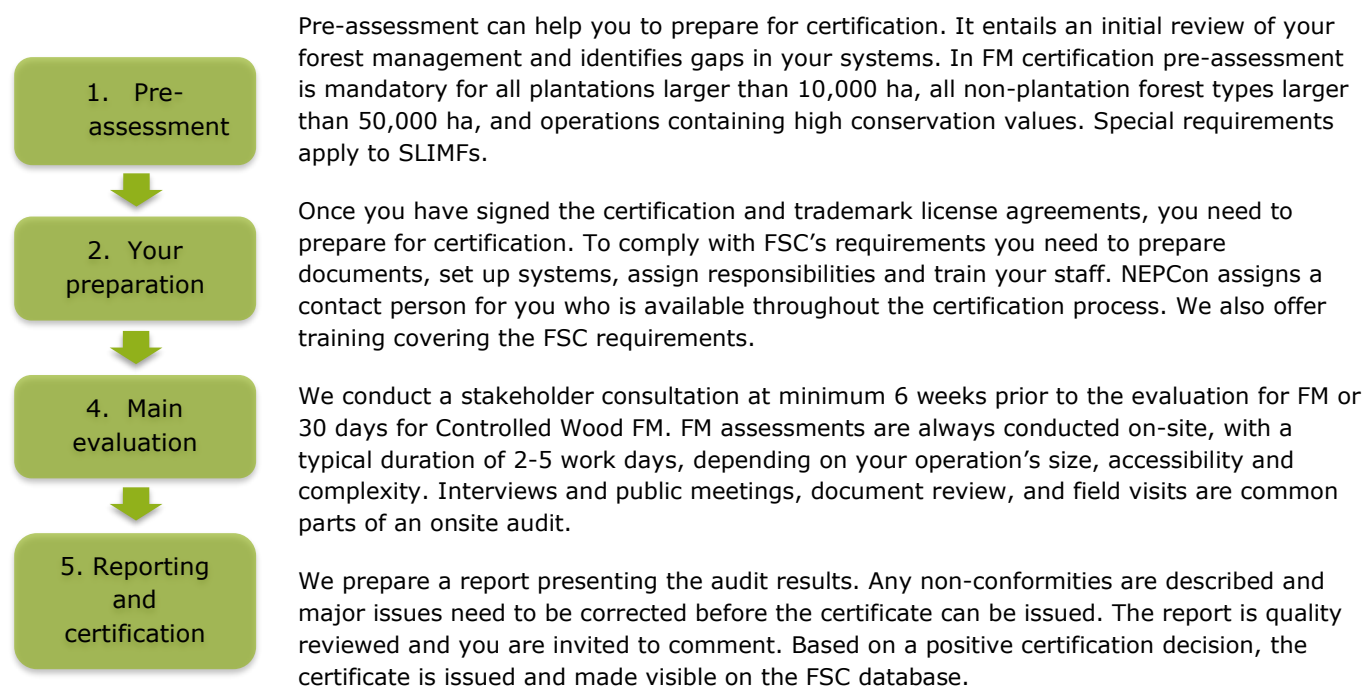 1. Pre-
assessment
Pre-assessment can help you to prepare for certification. It entails an initial review of your
forest management and identifies gaps in your systems. In FM certification pre-assessment
is mandatory for all plantations larger than 10,000 ha, all non-plantation forest types larger
than 50,000 ha, and operations containing high conservation values. Special requirements
apply to SLIMFs.
2. Your
preparation
Once you have signed the certification and trademark license agreements, you need to
prepare for certification. To comply with FSC’s requirements you need to prepare
documents, set up systems, assign responsibilities and train your staff. NEPCon assigns a
contact person for you who is available throughout the certification process. We also offer
training covering the FSC requirements.
4. Main
evaluation
We conduct a stakeholder consultation at minimum 6 weeks prior to the evaluation for FM or
30 days for Controlled Wood FM. FM assessments are always conducted on-site, with a
typical duration of 2-5 work days, depending on your operation’s size, accessibility and
complexity. Interviews and public meetings, document review, and field visits are common
parts of an onsite audit.
5. Reporting
and
certification
We prepare a report presenting the audit results. Any non-conformities are described and
major issues need to be corrected before the certificate can be issued. The report is quality
reviewed and you are invited to comment. Based on a positive certification decision, the
certificate is issued and made visible on the FSC database.